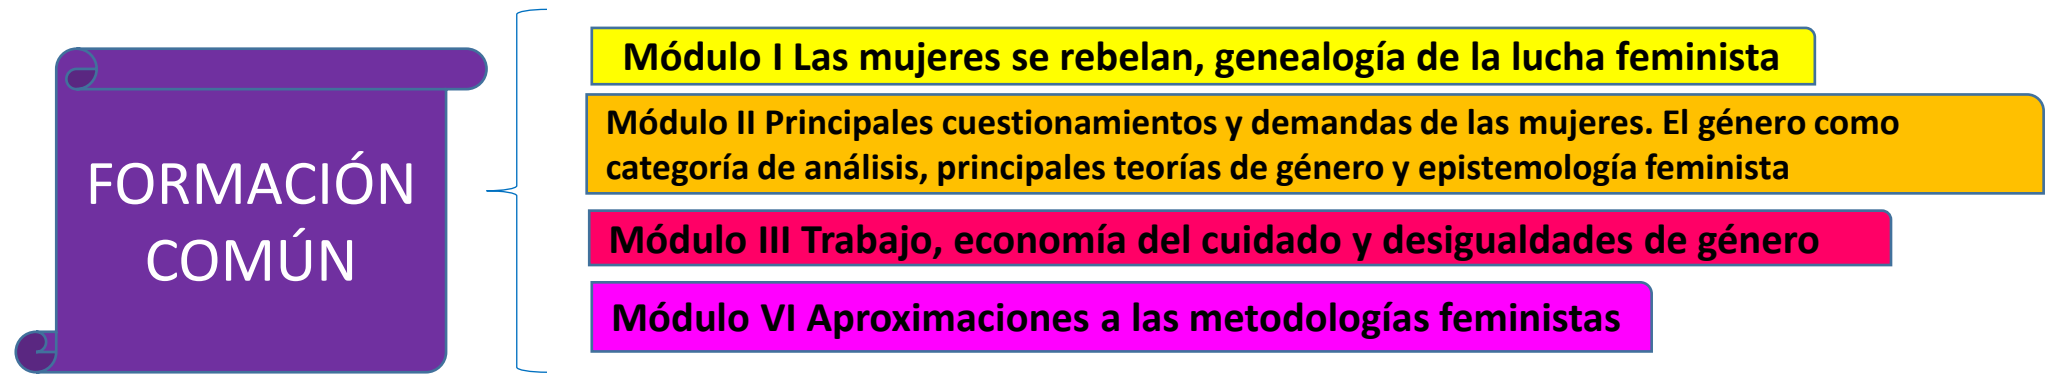 FORMACIÓN
COMÚN
Módulo I Las mujeres se rebelan, genealogía de la lucha feminista
Módulo II Principales cuestionamientos y demandas de las mujeres. El género como
categoría de análisis, principales teorías de género y epistemología feminista
Módulo III Trabajo, economía del cuidado y desigualdades de género
Módulo VI Aproximaciones a las metodologías feministas